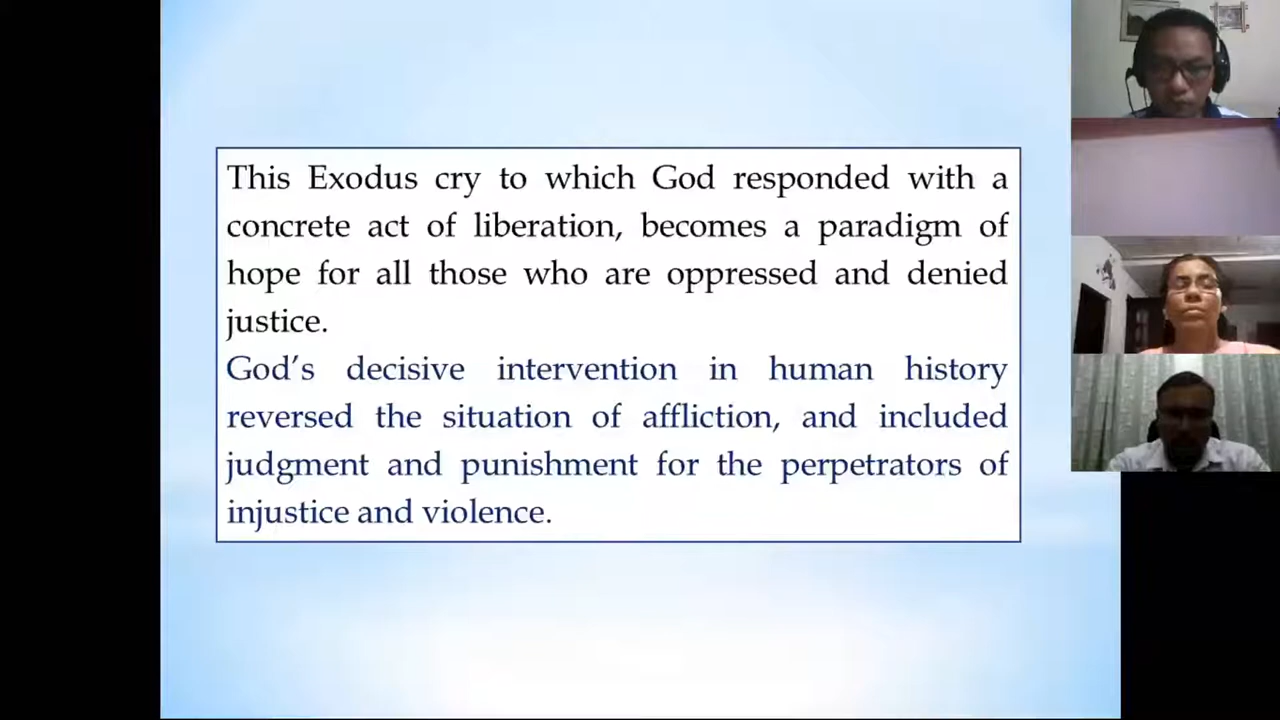 This Exodus cry to which God responded with a
concrete act of liberation, becomes a paradigm of
hope for all those who are oppressed and denied
justice.
God’s decisive intervention in human history
reversed the situation of affliction, and included
judgment and punishment for the perpetrators of
injustice and violence.